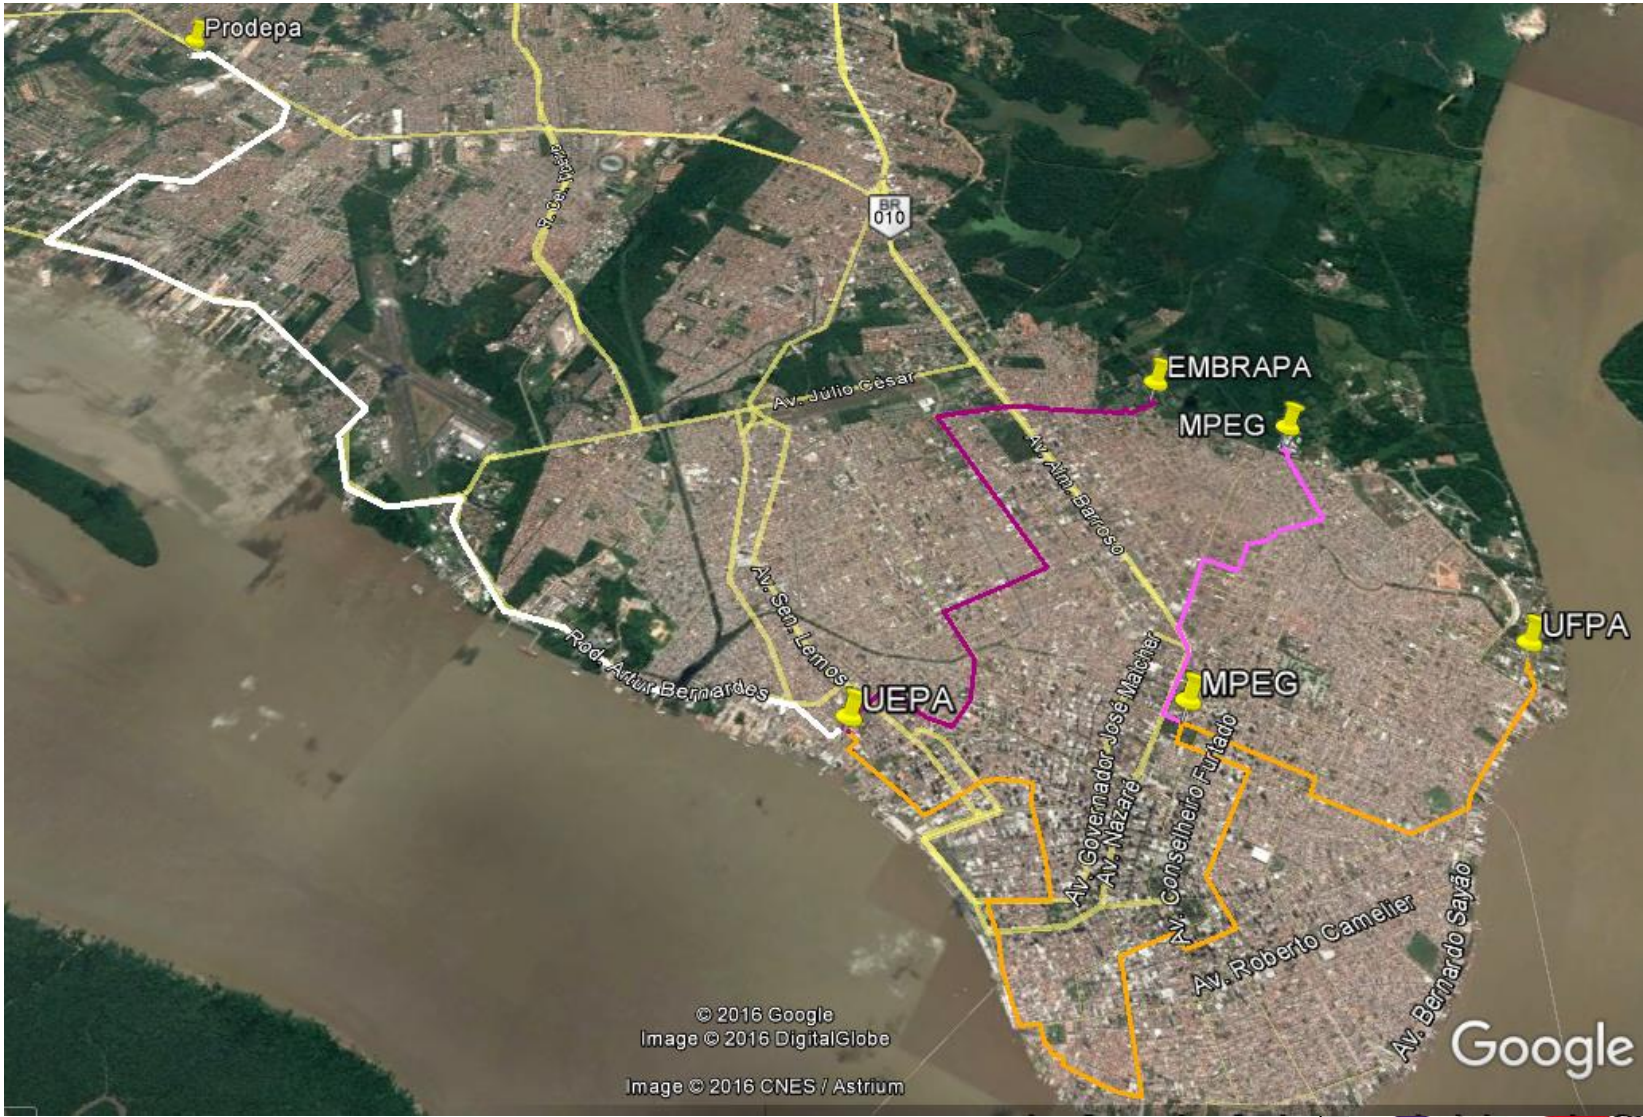 Prodepa
R. Cel. Tapajó
BR
010
EMBRAPA
Av. Júlio César
MPEG
Av. Alm. Barroso
UFPA
Av. Sen. Lemos
Rod. Artur Bernardes
UEPA
MPEG
Av. Governador José Malcher
Av. Nazaré
Av. Conselheiro Furtado
Av. Roberto Camelier
Av. Bernardo Sayão
© 2016 Google
Image © 2016 DigitalGlobe
Image © 2016 CNES / Astrium
Google